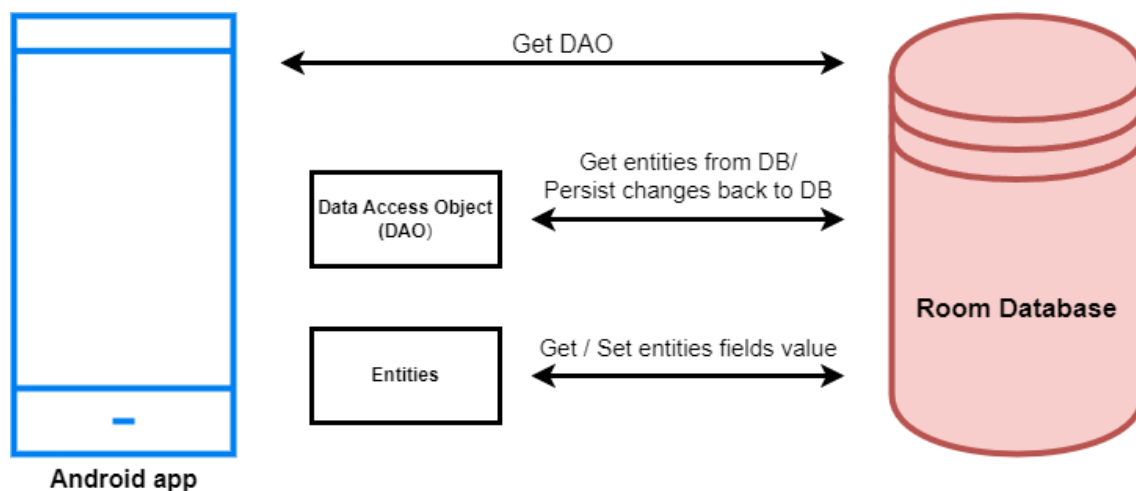 Get DAO
Get entities from DB/
Persist changes back to DB
Data Access Object
(DAO)
Room Database
Get / Set entities fields value
Entities
Android app